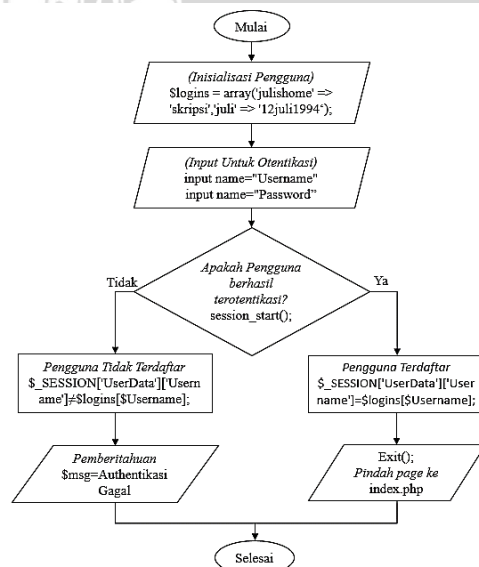 Mulai
(Inisialisasi Pengguna)
$logins = array('julishome' =>
'skripsi','juli' => '12juli1994');
(Input Untuk Otentikasi)
input name="Username"
input name="Password"
Apakah Pengguna
berhasil
terotentikasi?
session_start();
Tidak
Ya
Pengguna Tidak Terdaftar
$_SESSION['UserData']['Usern
ame']≠$logins[$Username];
Pengguna Terdaftar
$_SESSION['UserData']['User
name']=$logins[$Username];
Pemberitahuan
$msg=Authentikasi
Gagal
Exit();
Pindah page ke
index.php
Selesai